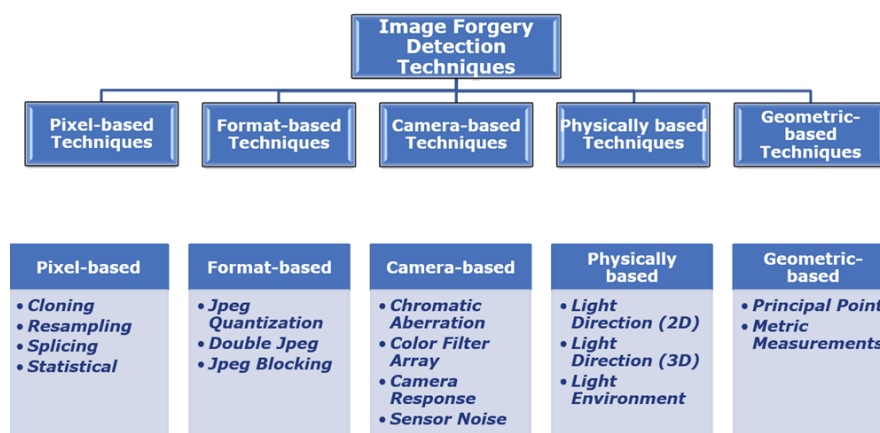 Image Forgery
Detection
Techniques
Pixel-based
Techniques
Format-based
Techniques
Camera-based
Techniques
Physically based
Techniques
Geometric-
based
Techniques
Pixel-based
• Cloning
• Resampling
• Splicing
• Statistical
Format-based
• Jpeg
Quantization
• Double Jpeg
• Jpeg Blocking
Camera-based
• Chromatic
Aberration
• Color Filter
Array
• Camera
Response
• Sensor Noise
Physically
based
• Light
Direction (2D)
• Light
Direction (3D)
• Light
Environment
Geometric-
based
• Principal Point
• Metric
Measurements